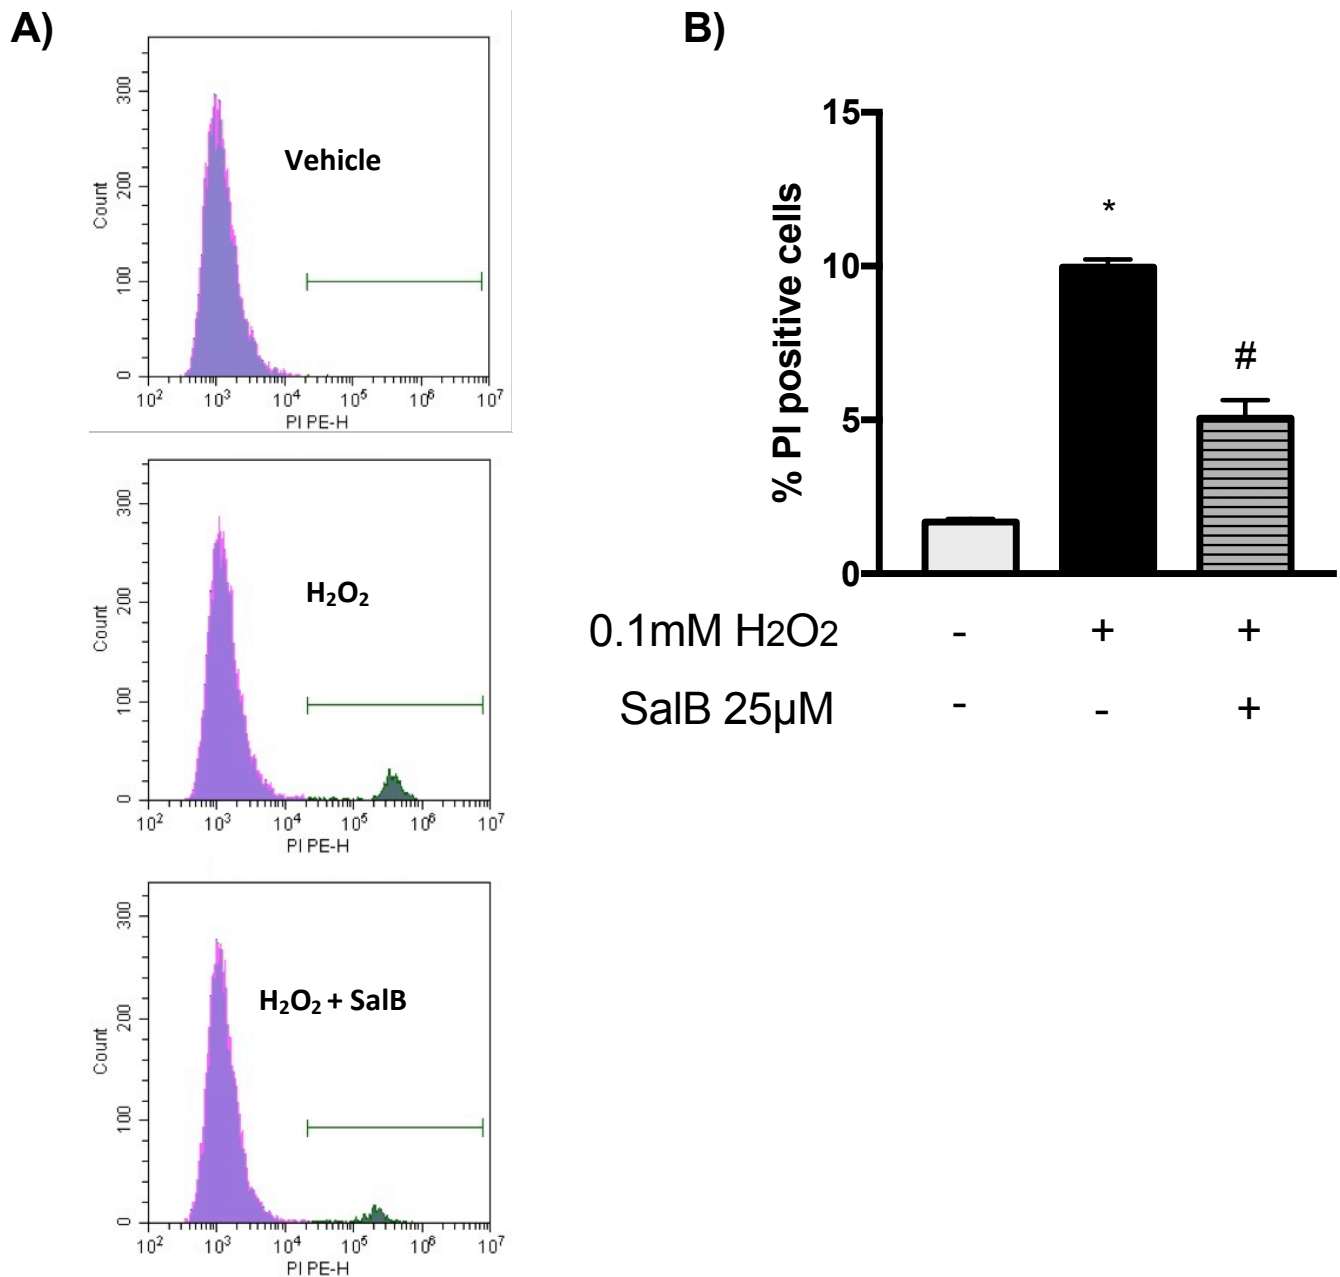 A)
300
200
100
0
Count
Vehicle
10² 10³ 10⁴ 10⁵ 10⁶ 10⁷
PI PE-H
300
200
100
0
Count
H₂O₂
10² 10³ 10⁴ 10⁵ 10⁶ 10⁷
PI PE-H
300
200
100
0
Count
H₂O₂ + SalB
10² 10³ 10⁴ 10⁵ 10⁶ 10⁷
PI PE-H
B)
15
10
5
0
% PI positive cells
*
#
0.1mM H2O2 - + +
SalB 25µM - - +